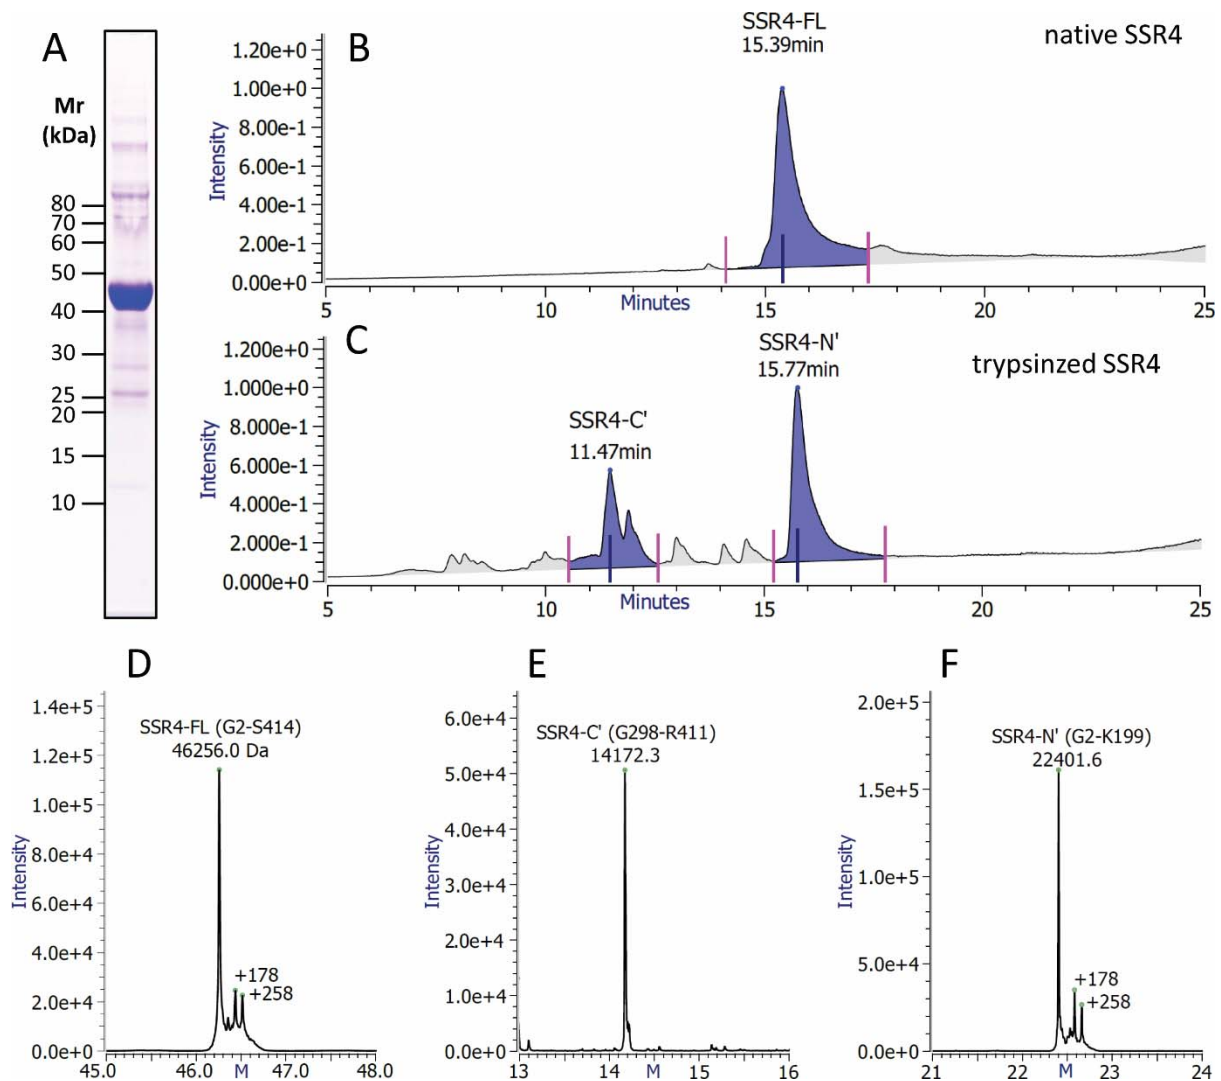 A
Mr
(kDa)
80
70
60
50
40
30
25
20
15
10
B
SSR4-FL
15.39min
native SSR4
Intensity
1.20e+0
1.00e+0
8.00e-1
6.00e-1
4.00e-1
2.00e-1
0.00e+0
5 10 15 20 25
Minutes
C
SSR4-N'
15.77min
trypsinzed SSR4
SSR4-C'
11.47min
Intensity
1.200e+0
1.000e+0
8.000e-1
6.000e-1
4.000e-1
2.000e-1
0.000e+0
5 10 15 20 25
Minutes
D
SSR4-FL (G2-S414)
46256.0 Da
+178
+258
Intensity
1.4e+5
1.2e+5
1.0e+5
8.0e+4
6.0e+4
4.0e+4
2.0e+4
0.0e+0
45.0 46.0 47.0 48.0
M
E
SSR4-C' (G298-R411)
14172.3
Intensity
6.0e+4
5.0e+4
4.0e+4
3.0e+4
2.0e+4
1.0e+4
0.0e+0
13 14 15 16
M
F
SSR4-N' (G2-K199)
22401.6
+178
+258
Intensity
2.0e+5
1.5e+5
1.0e+5
5.0e+4
0.0e+0
21 22 23 24
M